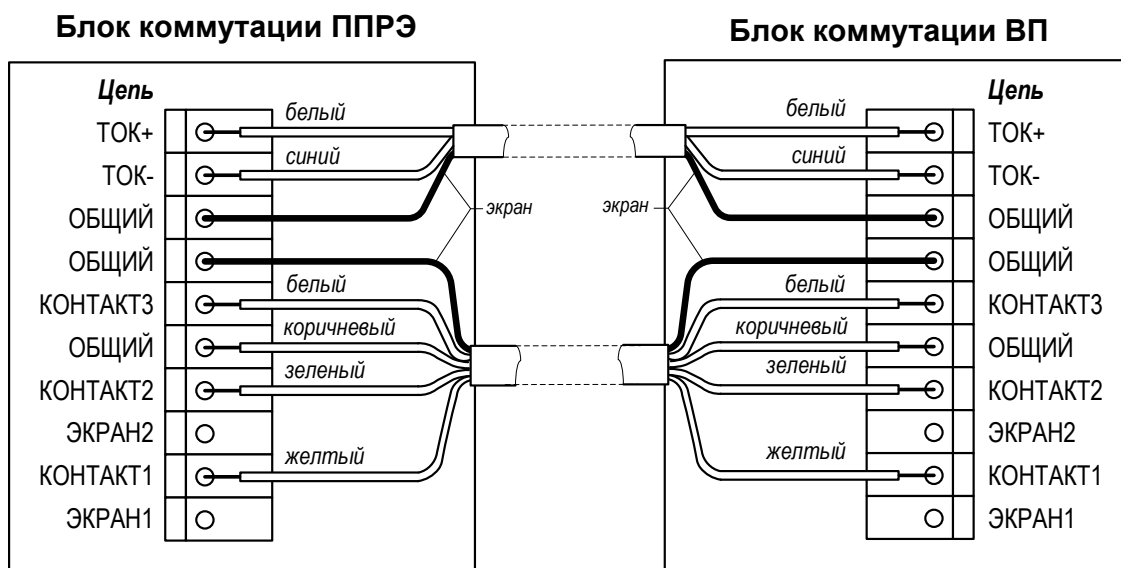 Блок коммутации ППРЭ
Блок коммутации ВП
Цепь
ТОК+
ТОК-
ОБЩИЙ
ОБЩИЙ
КОНТАКТ3
ОБЩИЙ
КОНТАКТ2
ЭКРАН2
КОНТАКТ1
ЭКРАН1
белый
синий
белый
коричневый
зеленый
желтый
экран
экран
белый
синий
белый
коричневый
зеленый
желтый
Цепь
ТОК+
ТОК-
ОБЩИЙ
ОБЩИЙ
КОНТАКТ3
ОБЩИЙ
КОНТАКТ2
ЭКРАН2
КОНТАКТ1
ЭКРАН1